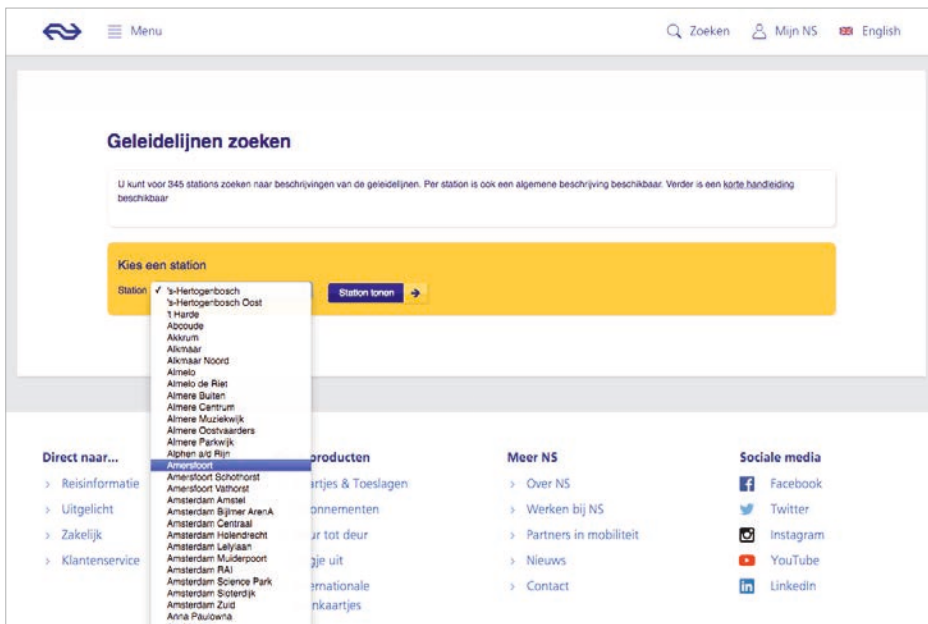 Menu
Zoeken
Mijn NS
English
Geleidelijnen zoeken
U kunt voor 345 stations zoeken naar beschrijvingen van de geleidelijnen. Per station is ook een algemene beschrijving beschikbaar. Verder is een korte handleiding
beschikbaar
Kies een station
Station
✓ 's-Hertogenbosch
's-Hertogenbosch Oost
't Harde
Abcoude
Akkrum
Alkmaar
Alkmaar Noord
Almelo
Almelo de Riet
Almere Buiten
Almere Centrum
Almere Muziekwijk
Almere Oostvaarders
Almere Parkwijk
Alphen a/d Rijn
Amersfoort
Amersfoort Schothorst
Amersfoort Vathorst
Amsterdam Amstel
Amsterdam Bijlmer ArenA
Amsterdam Centraal
Amsterdam Holendrecht
Amsterdam Lelylaan
Amsterdam Muiderpoort
Amsterdam RAI
Amsterdam Science Park
Amsterdam Sloterdijk
Amsterdam Zuid
Anna Paulowna
Station tonen
Direct naar...
Reisinformatie
Uitgelicht
Zakelijk
Klantenservice
producten
artjes & Toeslagen
onnementen
ur tot deur
gje uit
ernationale
inkaartjes
Meer NS
Over NS
Werken bij NS
Partners in mobiliteit
Nieuws
Contact
Sociale media
Facebook
Twitter
Instagram
YouTube
LinkedIn